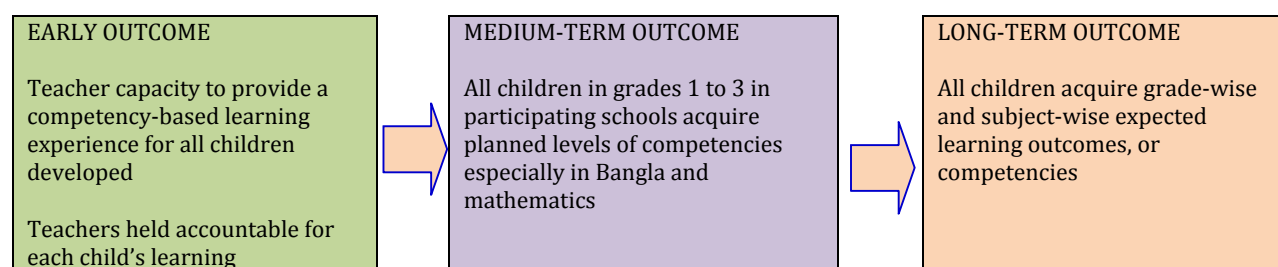 EARLY OUTCOME
Teacher capacity to provide a
competency-based learning
experience for all children
developed
Teachers held accountable for
each child's learning
MEDIUM-TERM OUTCOME
All children in grades 1 to 3 in
participating schools acquire
planned levels of competencies
especially in Bangla and
mathematics
LONG-TERM OUTCOME
All children acquire grade-wise
and subject-wise expected
learning outcomes, or
competencies